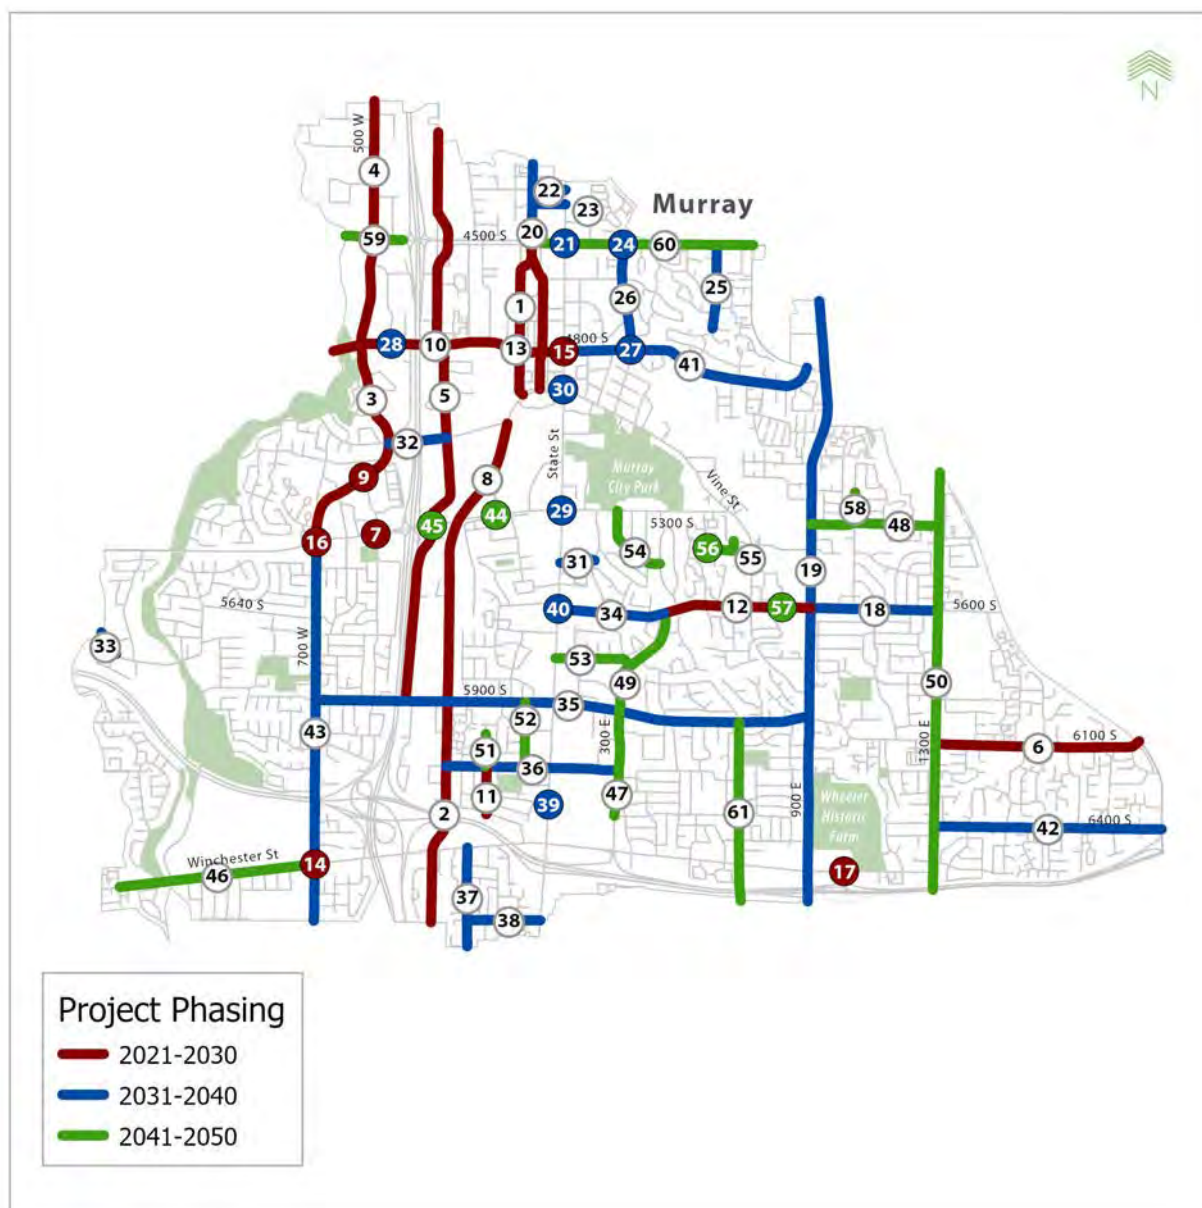 N
500 W
4
22
23
Murray
59
4500 S
20
21
24
60
1
26
25
28
10
13
15
4800 S
27
41
3
5
30
32
State St
9
8
Murray
City Park
Vine St
58
16
7
45
44
29
5300 S
56
48
54
55
31
19
5640 S
40
34
12
57
18
5600 S
33
700 W
53
5900 S
35
49
50
43
52
300 E
1300 E
6100 S
51
36
6
11
39
47
900 E
Wheeler
Historic
Farm
2
61
42
6400 S
Winchester St
14
46
17
37
38
Project Phasing
2021-2030
2031-2040
2041-2050